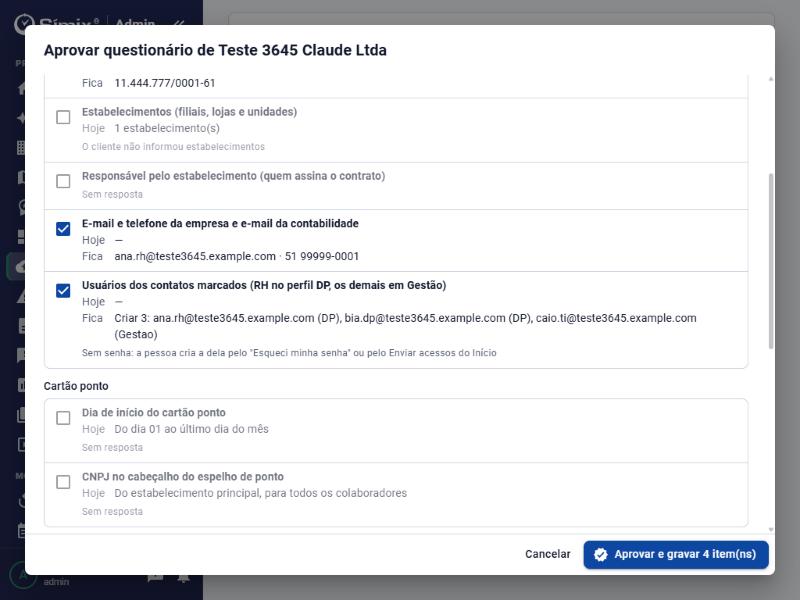 Simix® Admin
Aprovar questionário de Teste 3645 Claude Ltda
Fica 11.444.777/0001-61
Estabelecimentos (filiais, lojas e unidades)
Hoje 1 estabelecimento(s)
O cliente não informou estabelecimentos
Responsável pelo estabelecimento (quem assina o contrato)
Sem resposta
E-mail e telefone da empresa e e-mail da contabilidade
Hoje —
Fica ana.rh@teste3645.example.com · 51 99999-0001
Usuários dos contatos marcados (RH no perfil DP, os demais em Gestão)
Hoje —
Fica Criar 3: ana.rh@teste3645.example.com (DP), bia.dp@teste3645.example.com (DP), caio.ti@teste3645.example.com
(Gestao)
Sem senha: a pessoa cria a dela pelo "Esqueci minha senha" ou pelo Enviar acessos do Início
Cartão ponto
Dia de início do cartão ponto
Hoje Do dia 01 ao último dia do mês
Sem resposta
CNPJ no cabeçalho do espelho de ponto
Hoje Do estabelecimento principal, para todos os colaboradores
Sem resposta
Cancelar
Aprovar e gravar 4 item(ns)
A
admin